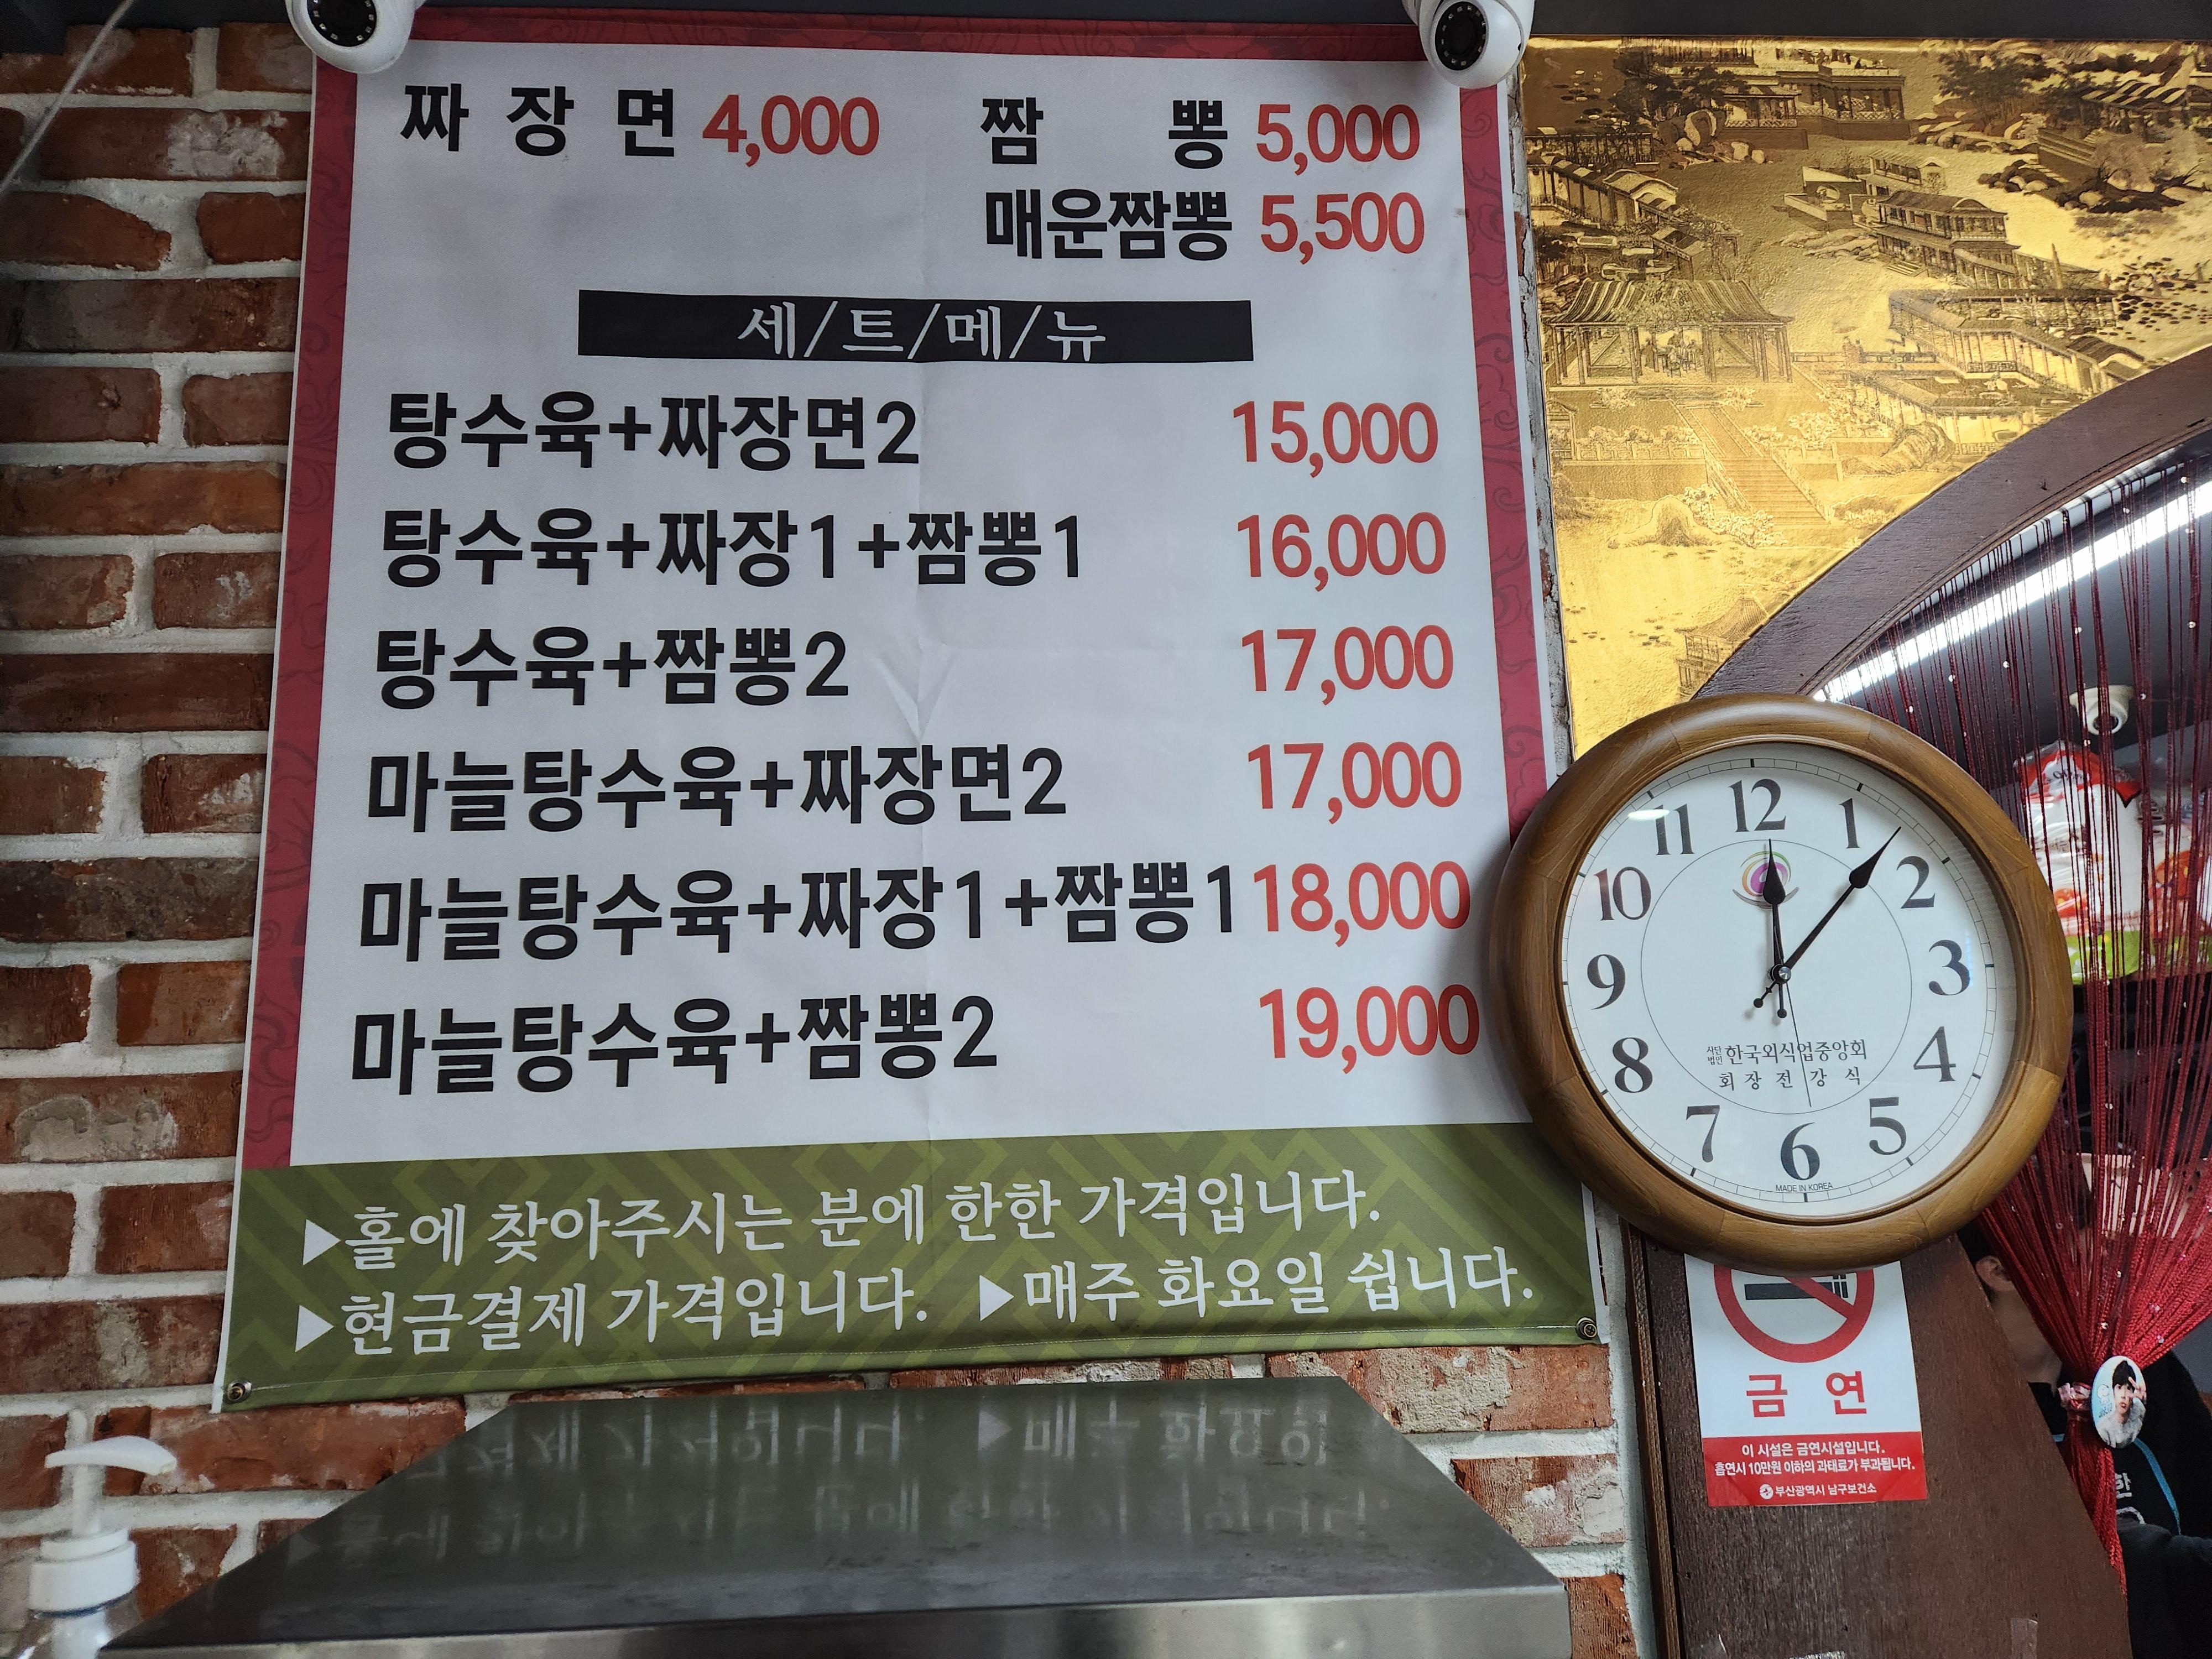 짜장면 4,000 짬뽕 5,000
매운짬뽕 5,500
세/트/메/뉴
탕수육+짜장면2 15,000
탕수육+짜장1+짬뽕1 16,000
탕수육+짬뽕2 17,000
마늘탕수육+짜장면2 17,000
마늘탕수육+짜장1+짬뽕1 18,000
마늘탕수육+짬뽕2 19,000
▶홀에 찾아주시는 분에 한한 가격입니다.
▶현금결제 가격입니다. ▶매주 화요일 쉽니다.
12
11 1
10 2
9 3
8 4
7 5
6
사단법인 한국외식업중앙회
회장 전강식
MADE IN KOREA
금연
이 시설은 금연시설입니다.
흡연시 10만원 이하의 과태료가 부과됩니다.
부산광역시 남구보건소